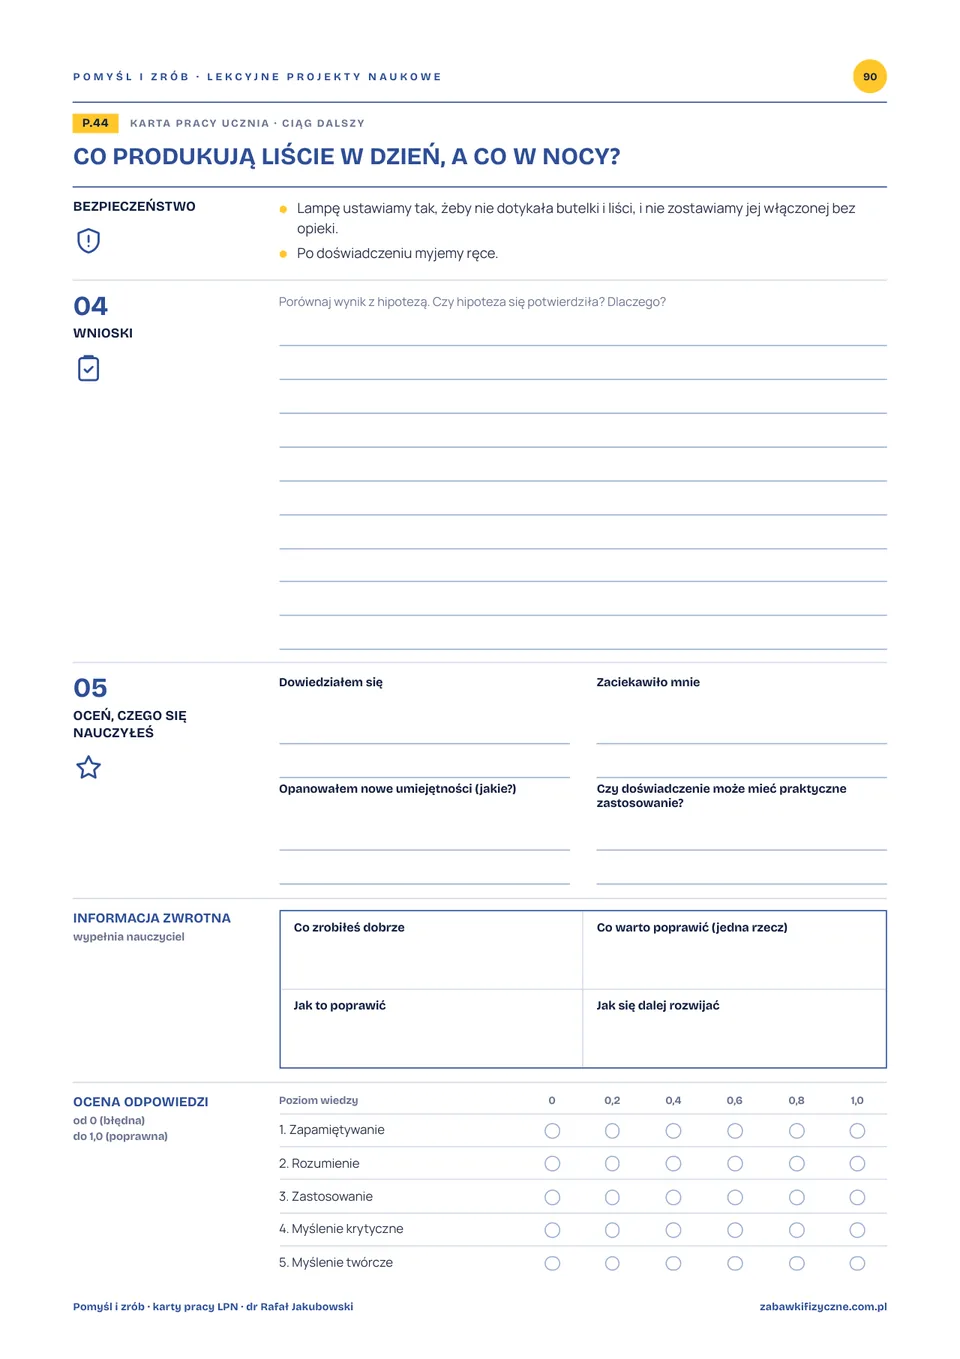 POMYŚL I ZRÓB · LEKCYJNE PROJEKTY NAUKOWE
90
P.44 KARTA PRACY UCZNIA · CIĄG DALSZY
CO PRODUKUJĄ LIŚCIE W DZIEŃ, A CO W NOCY?
BEZPIECZEŃSTWO
Lampę ustawiamy tak, żeby nie dotykała butelki i liści, i nie zostawiamy jej włączonej bez
opieki.
Po doświadczeniu myjemy ręce.
04
WNIOSKI
Porównaj wynik z hipotezą. Czy hipoteza się potwierdziła? Dlaczego?
05
OCEŃ, CZEGO SIĘ
NAUCZYŁEŚ
Dowiedziałem się
Zaciekawiło mnie
Opanowałem nowe umiejętności (jakie?)
Czy doświadczenie może mieć praktyczne
zastosowanie?
INFORMACJA ZWROTNA
wypełnia nauczyciel
Co zrobiłeś dobrze
Co warto poprawić (jedna rzecz)
Jak to poprawić
Jak się dalej rozwijać
OCENA ODPOWIEDZI
od 0 (błędna)
do 1,0 (poprawna)
Poziom wiedzy 0 0,2 0,4 0,6 0,8 1,0
1. Zapamiętywanie
2. Rozumienie
3. Zastosowanie
4. Myślenie krytyczne
5. Myślenie twórcze
Pomyśl i zrób · karty pracy LPN · dr Rafał Jakubowski
zabawkifizyczne.com.pl